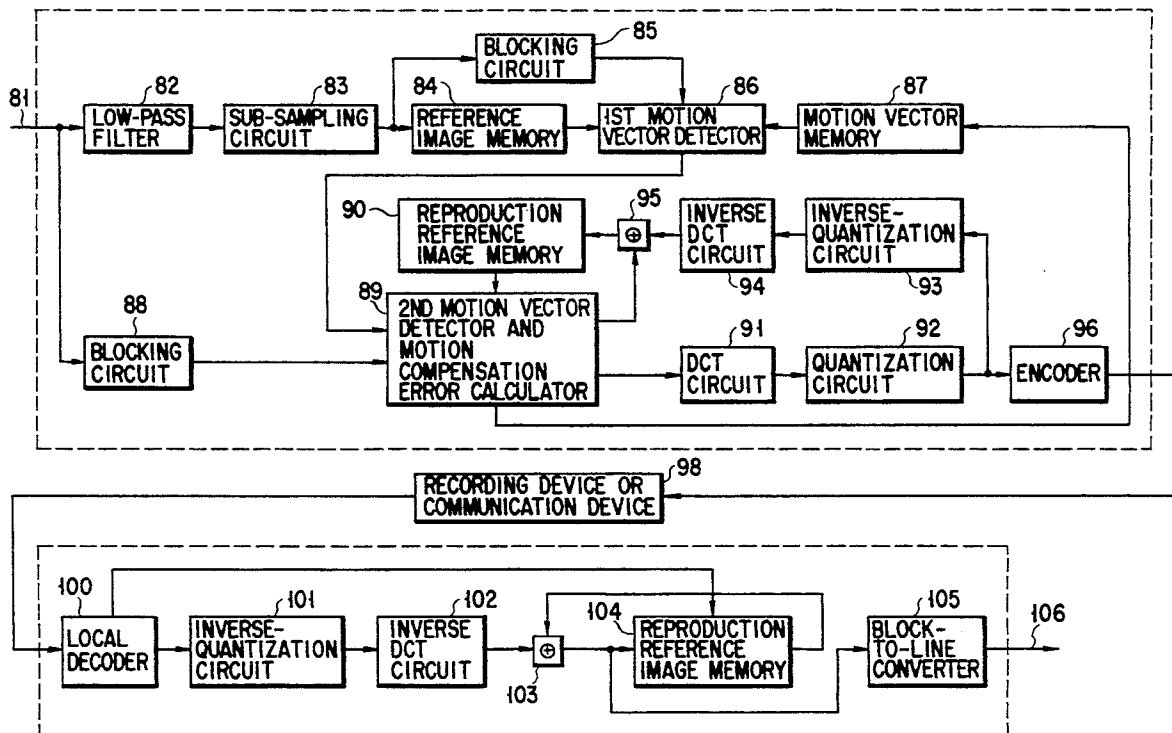 85
BLOCKING
CIRCUIT
81
82
LOW-PASS
FILTER
83
SUB-SAMPLING
CIRCUIT
84
REFERENCE
IMAGE MEMORY
86
1ST MOTION
VECTOR DETECTOR
87
MOTION VECTOR
MEMORY
90
REPRODUCTION
REFERENCE
IMAGE MEMORY
95
⊕
INVERSE
DCT
CIRCUIT
94
INVERSE-
QUANTIZATION
CIRCUIT
93
88
BLOCKING
CIRCUIT
89
2ND MOTION VECTOR
DETECTOR AND
MOTION
COMPENSATION
ERROR CALCULATOR
91
DCT
CIRCUIT
92
QUANTIZATION
CIRCUIT
96
ENCODER
98
RECORDING DEVICE OR
COMMUNICATION DEVICE
100
LOCAL
DECODER
101
INVERSE-
QUANTIZATION
CIRCUIT
102
INVERSE
DCT
CIRCUIT
⊕
103
104
REPRODUCTION
REFERENCE
IMAGE MEMORY
105
BLOCK-
TO-LINE
CONVERTER
106